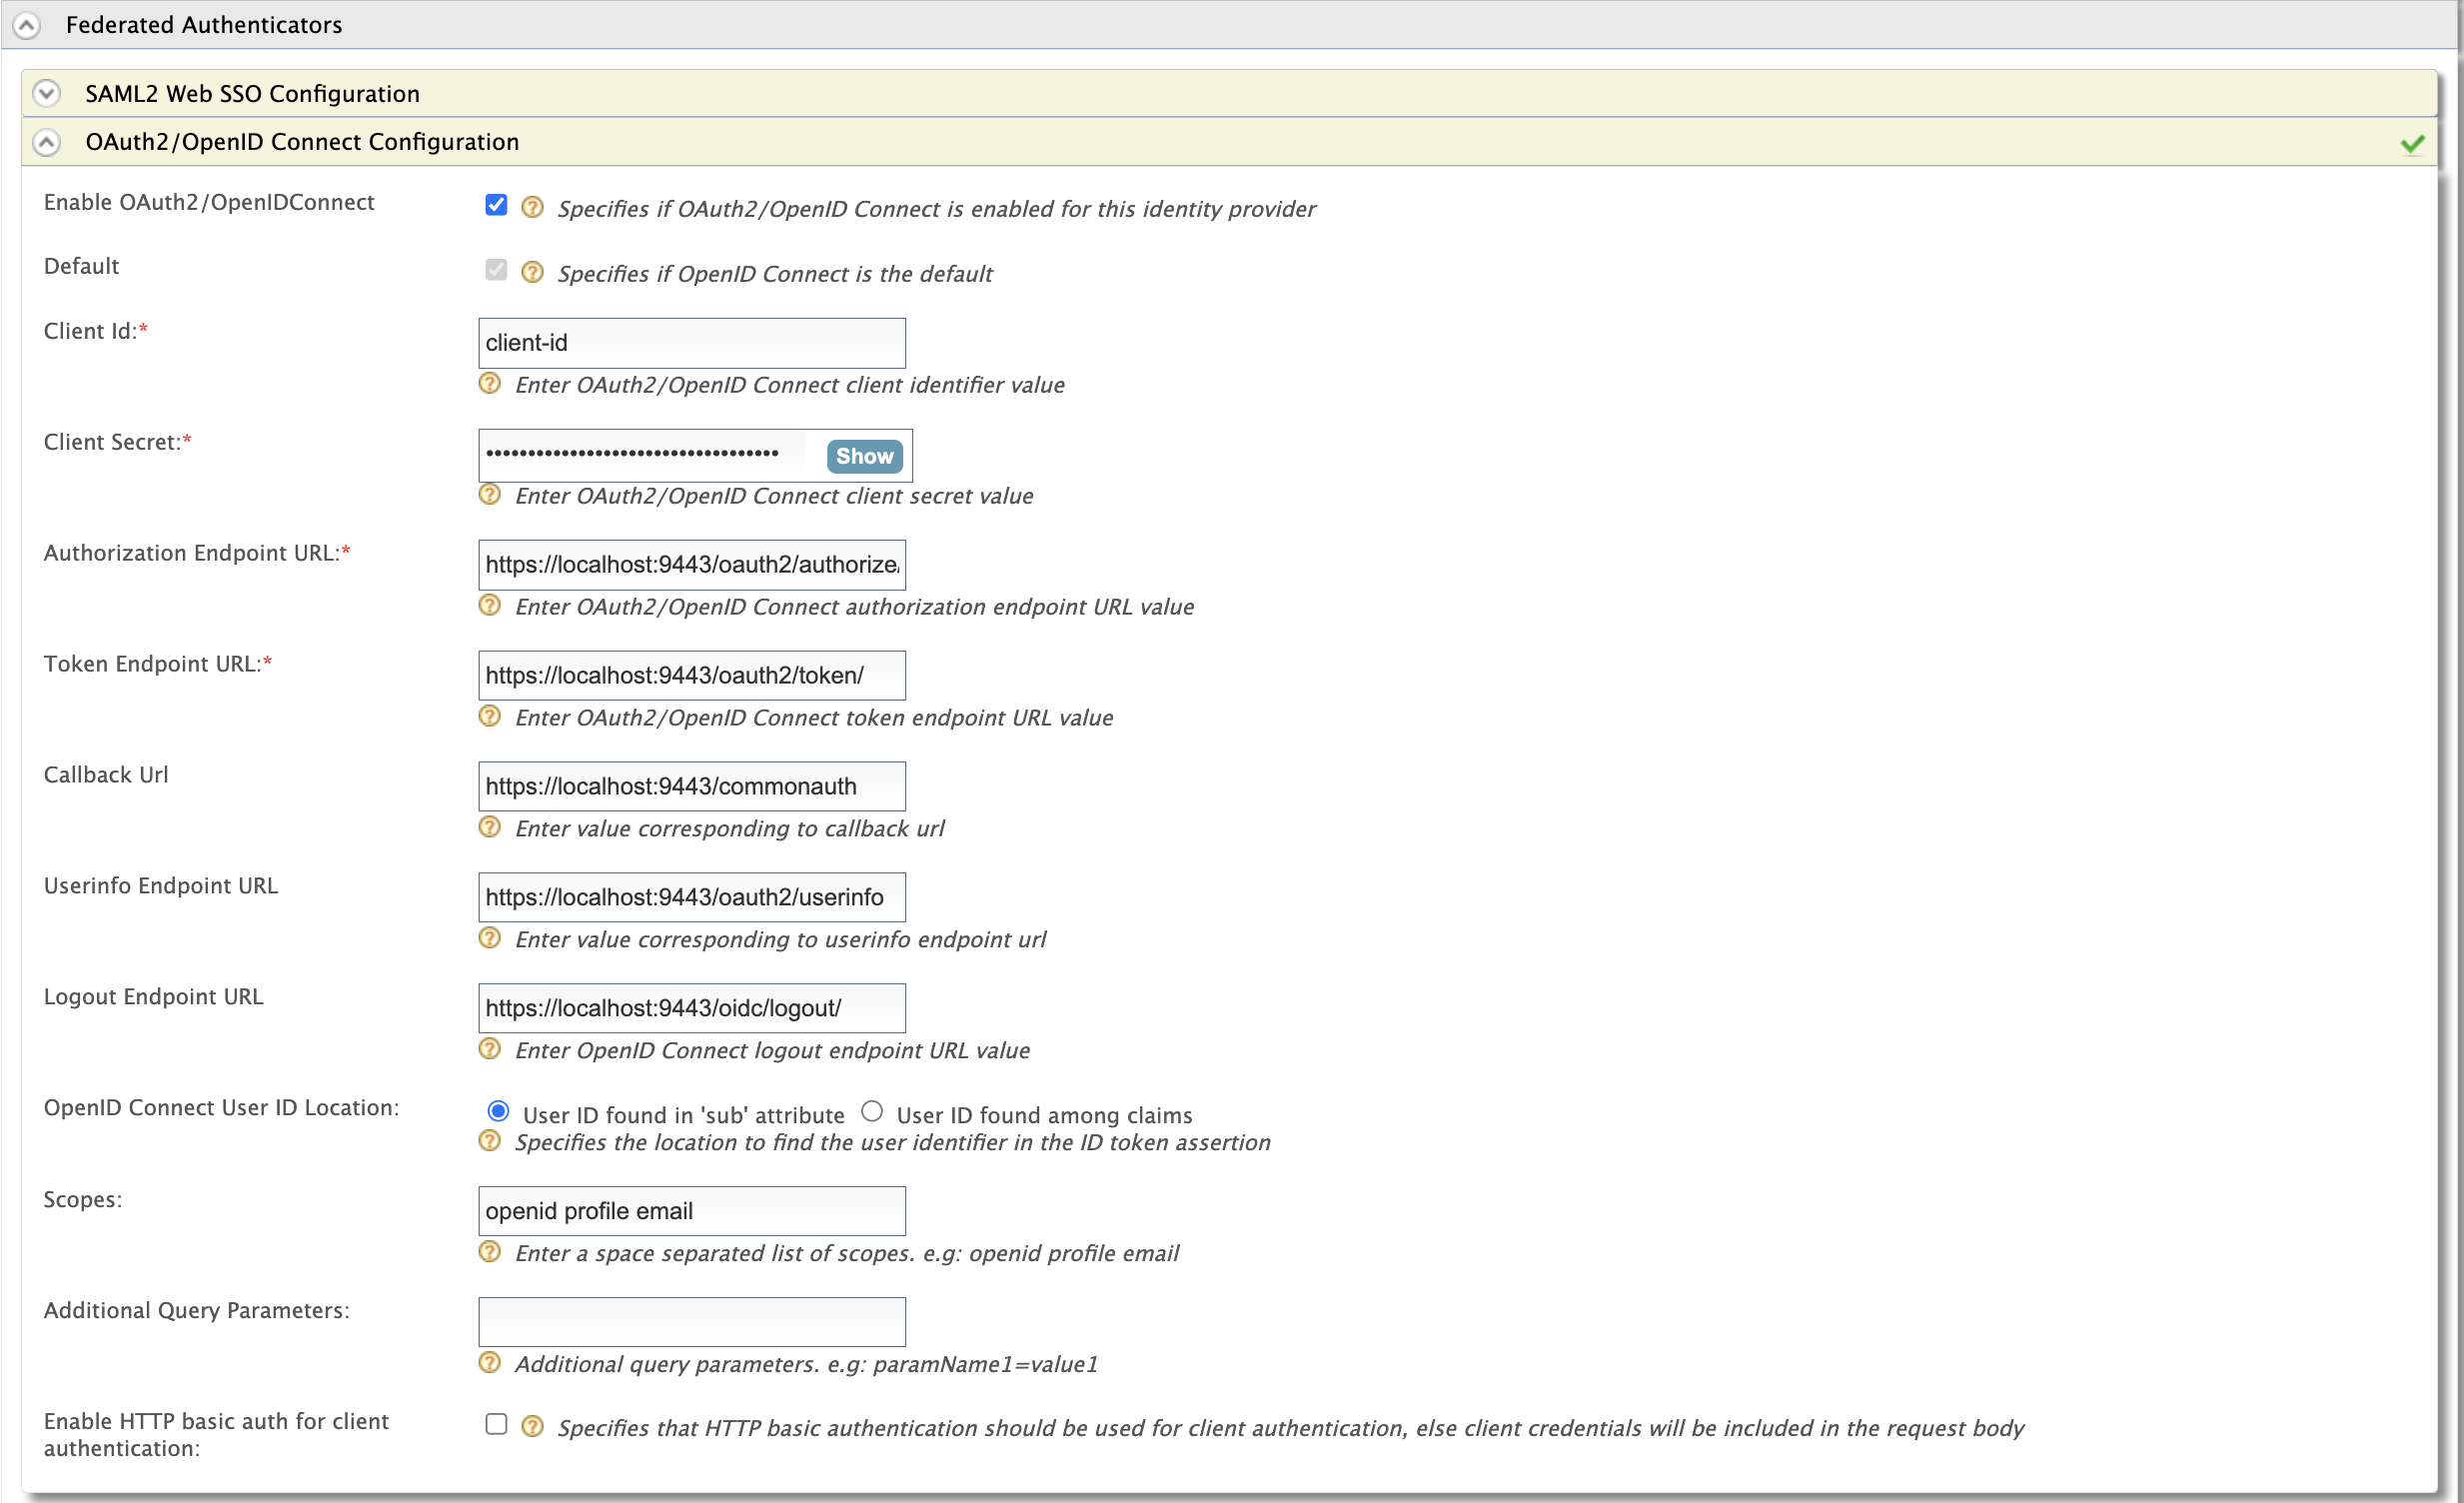 Federated Authenticators
SAML2 Web SSO Configuration
OAuth2/OpenID Connect Configuration
Enable OAuth2/OpenIDConnect
Specifies if OAuth2/OpenID Connect is enabled for this identity provider
Default
Specifies if OpenID Connect is the default
Client Id:*
client-id
Enter OAuth2/OpenID Connect client identifier value
Client Secret:*
Show
Enter OAuth2/OpenID Connect client secret value
Authorization Endpoint URL:*
https://localhost:9443/oauth2/authorize/
Enter OAuth2/OpenID Connect authorization endpoint URL value
Token Endpoint URL:*
https://localhost:9443/oauth2/token/
Enter OAuth2/OpenID Connect token endpoint URL value
Callback Url
https://localhost:9443/commonauth
Enter value corresponding to callback url
Userinfo Endpoint URL
https://localhost:9443/oauth2/userinfo
Enter value corresponding to userinfo endpoint url
Logout Endpoint URL
https://localhost:9443/oidc/logout/
Enter OpenID Connect logout endpoint URL value
OpenID Connect User ID Location:
User ID found in 'sub' attribute User ID found among claims
Specifies the location to find the user identifier in the ID token assertion
Scopes:
openid profile email
Enter a space separated list of scopes. e.g: openid profile email
Additional Query Parameters:
Additional query parameters. e.g: paramName1=value1
Enable HTTP basic auth for client
authentication:
Specifies that HTTP basic authentication should be used for client authentication, else client credentials will be included in the request body